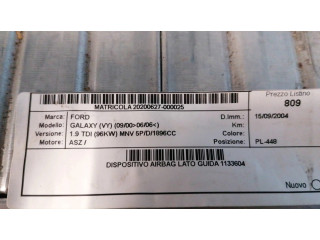 MATRICOLA 20200627-000025
Prezzo Listino
809
Marca: FORD D.Imm.: 15/09/2004
Modello: GALAXY (VY) (09/00>06/06<) Km:
Versione: 1.9 TDI (96KW) MNV 5P/D/1896CC Colore:
Motore: ASZ / Posizione: PL-448
DISPOSITIVO AIRBAG LATO GUIDA 1133604
Nuovo